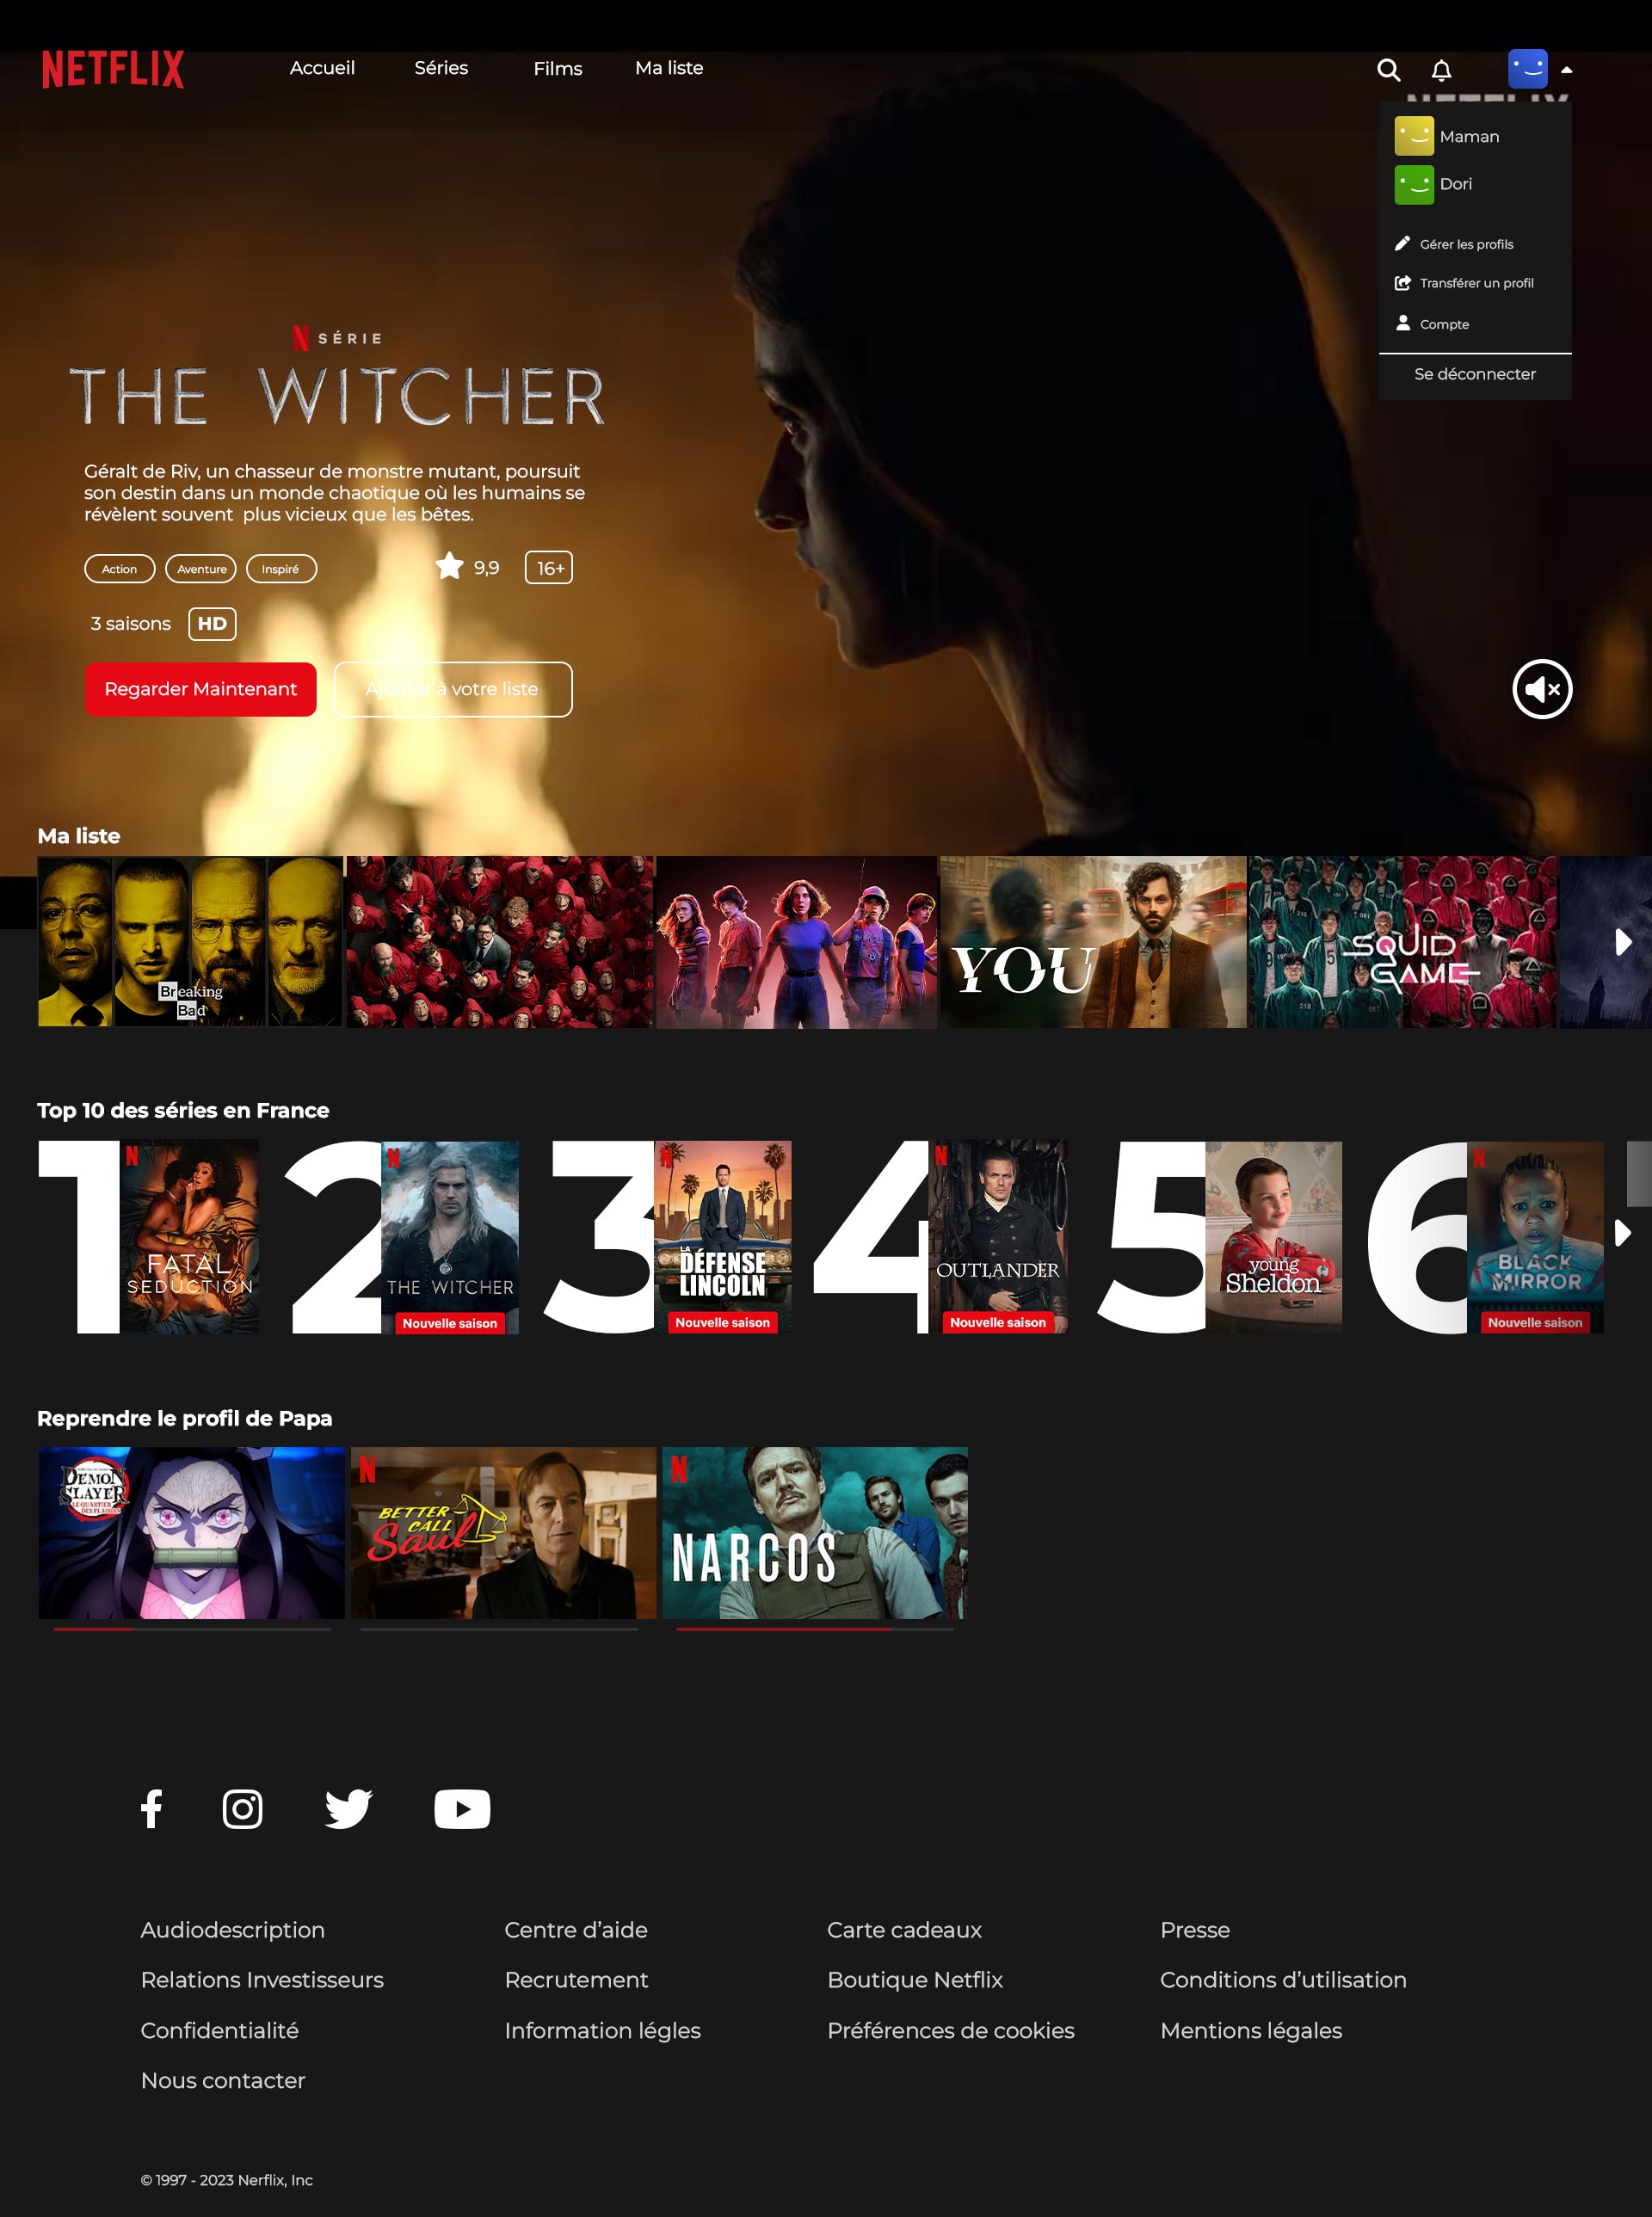 NETFLIX
Accueil Séries Films Ma liste
NETFLIX
Maman
Dori
Gérer les profils
Transférer un profil
Compte
Se déconnecter
N SÉRIE
THE WITCHER
Géralt de Riv, un chasseur de monstre mutant, poursuit
son destin dans un monde chaotique où les humains se
révèlent souvent  plus vicieux que les bêtes.
Action Aventure Inspiré 9,9 16+
3 saisons HD
Regarder Maintenant Ajouter à votre liste
Ma liste
Breaking
Bad
YOU
SQUID
GAME
Top 10 des séries en France
1
N
FATAL
SEDUCTION
2
N
THE WITCHER
Nouvelle saison
3
N
LA
DÉFENSE
LINCOLN
Nouvelle saison
4
N
OUTLANDER
Nouvelle saison
5
young
Sheldon
6
N
BLACK
MIRROR
Nouvelle saison
Reprendre le profil de Papa
DEMON
SLAYER
LE QUARTIER
DES PLAISIRS
N
BETTER
CALL
Saul
N
NARCOS
Audiodescription Centre d’aide Carte cadeaux Presse
Relations Investisseurs Recrutement Boutique Netflix Conditions d’utilisation
Confidentialité Information légles Préférences de cookies Mentions légales
Nous contacter
© 1997 - 2023 Nerflix, Inc